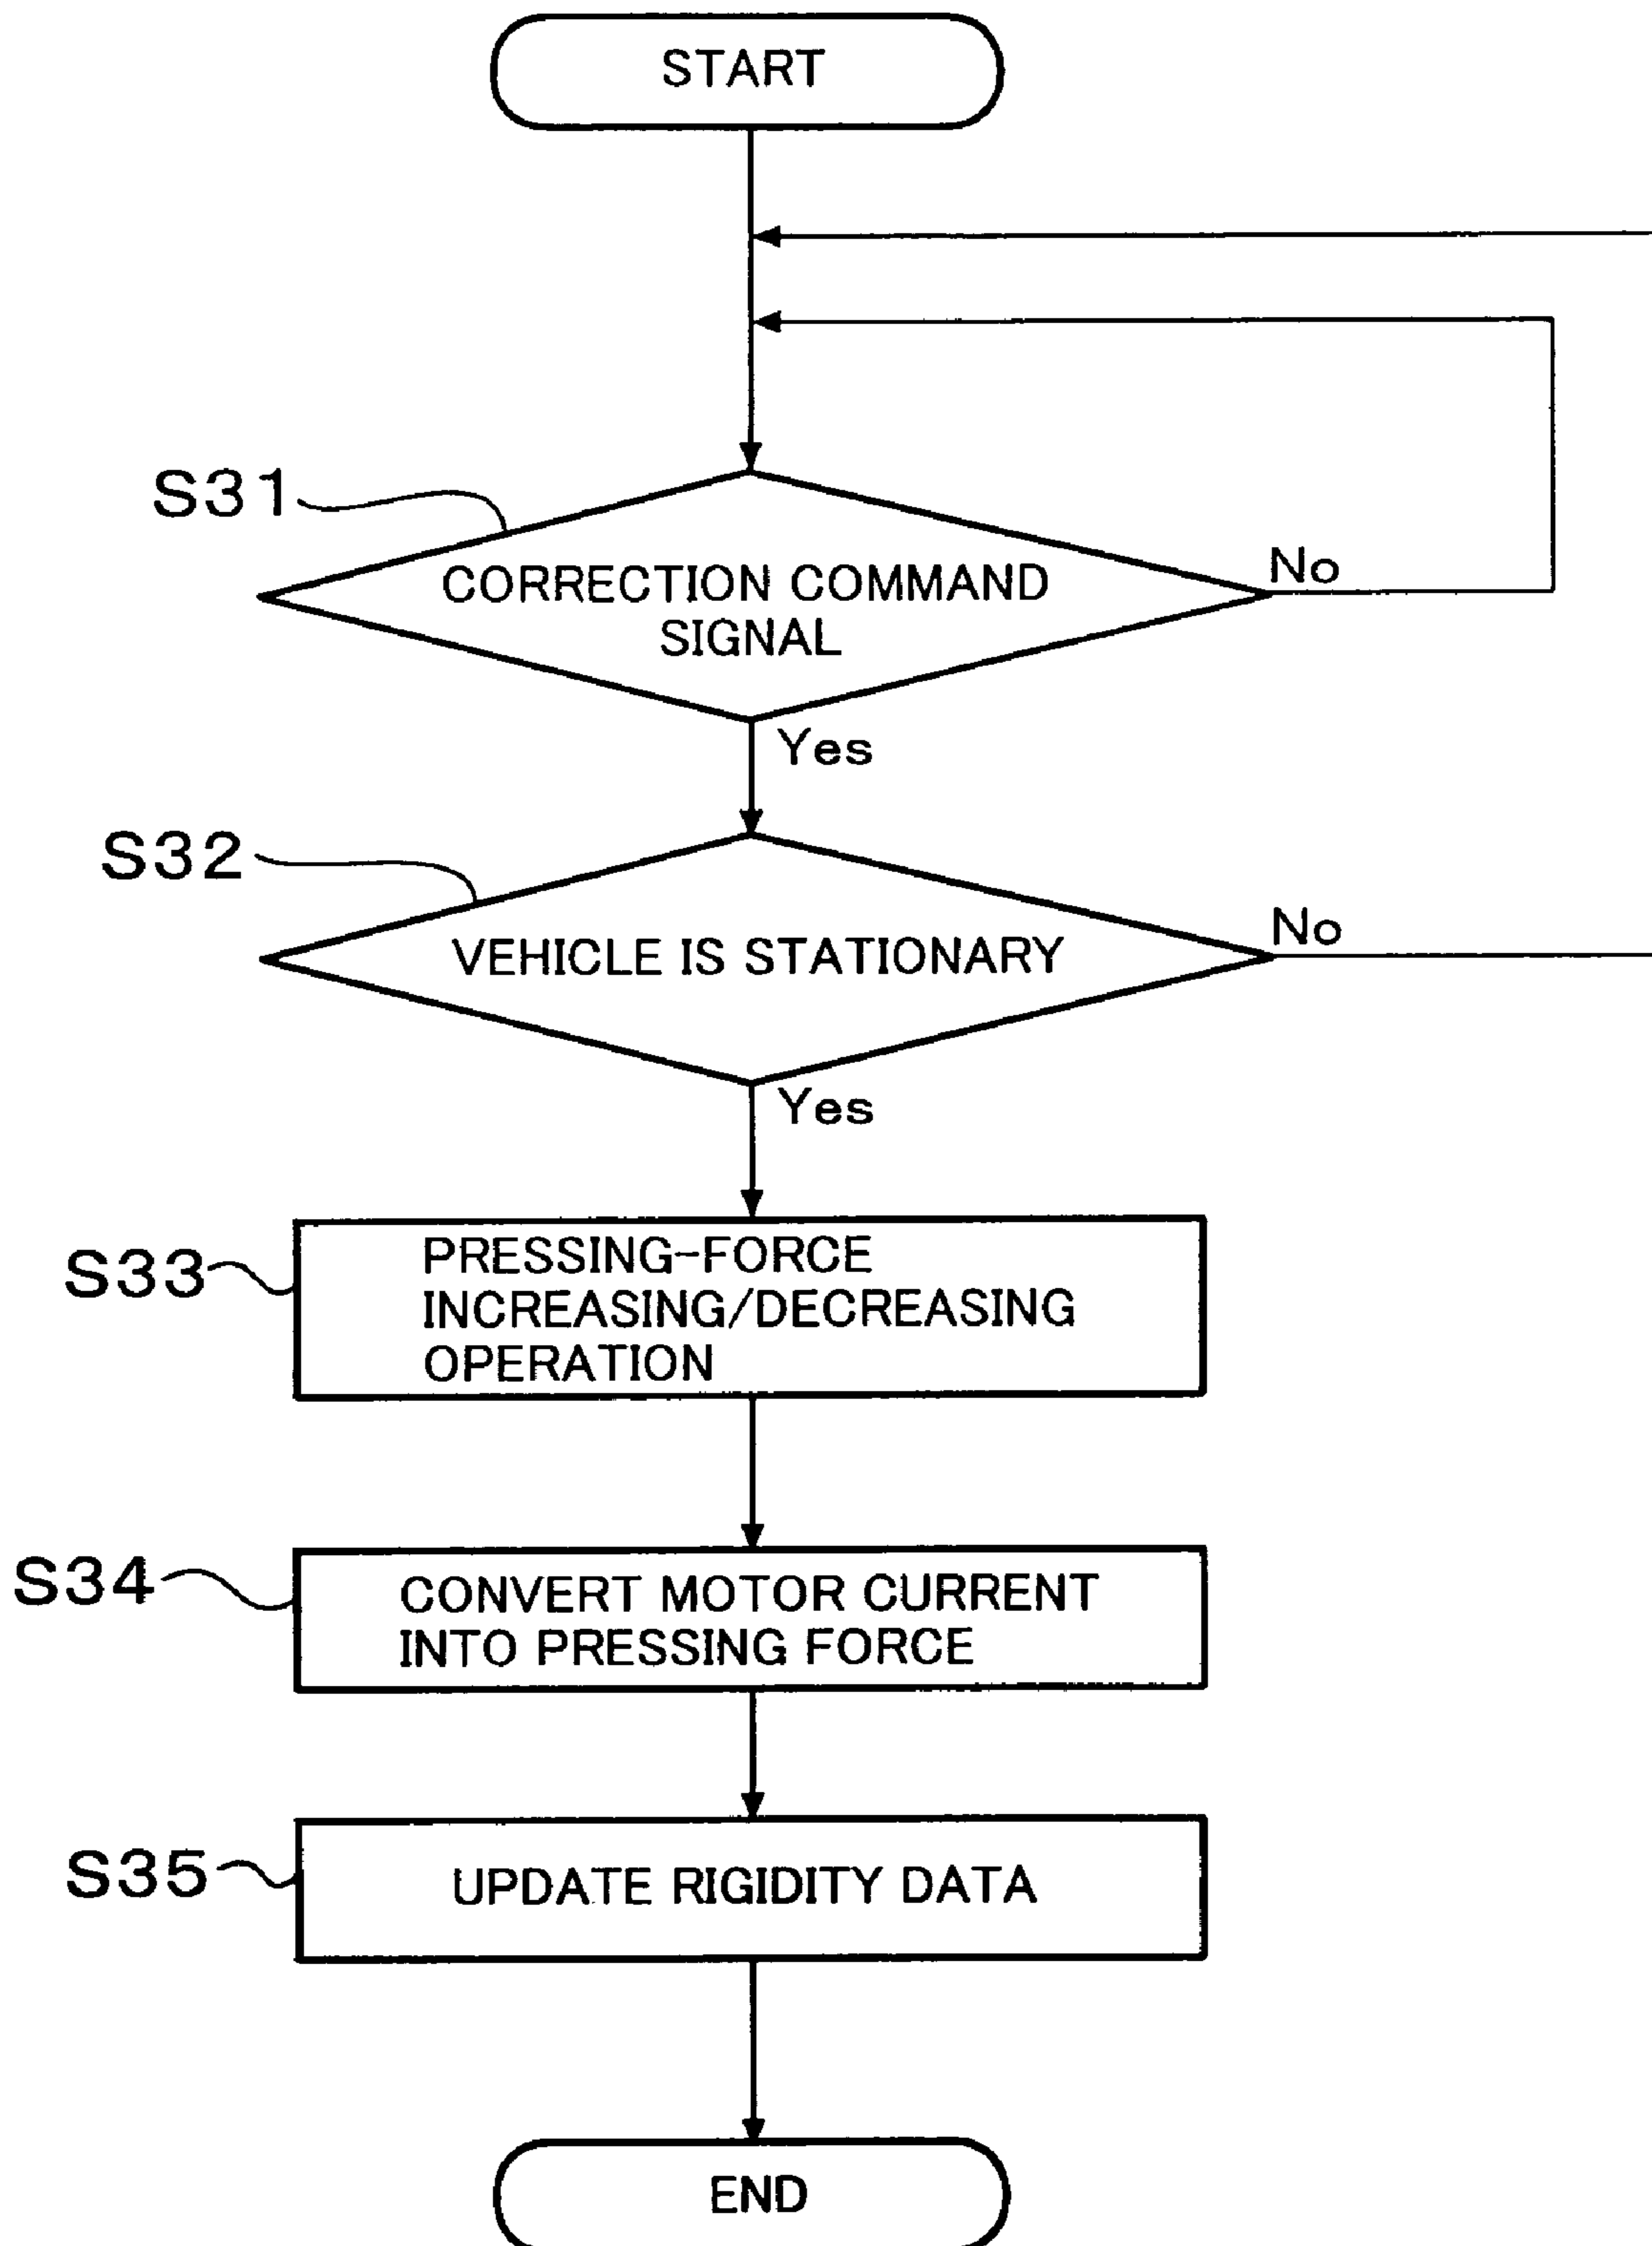 START
S31
CORRECTION COMMAND
SIGNAL
No
Yes
S32
VEHICLE IS STATIONARY
No
Yes
S33
PRESSING-FORCE
INCREASING/DECREASING
OPERATION
S34
CONVERT MOTOR CURRENT
INTO PRESSING FORCE
S35
UPDATE RIGIDITY DATA
END